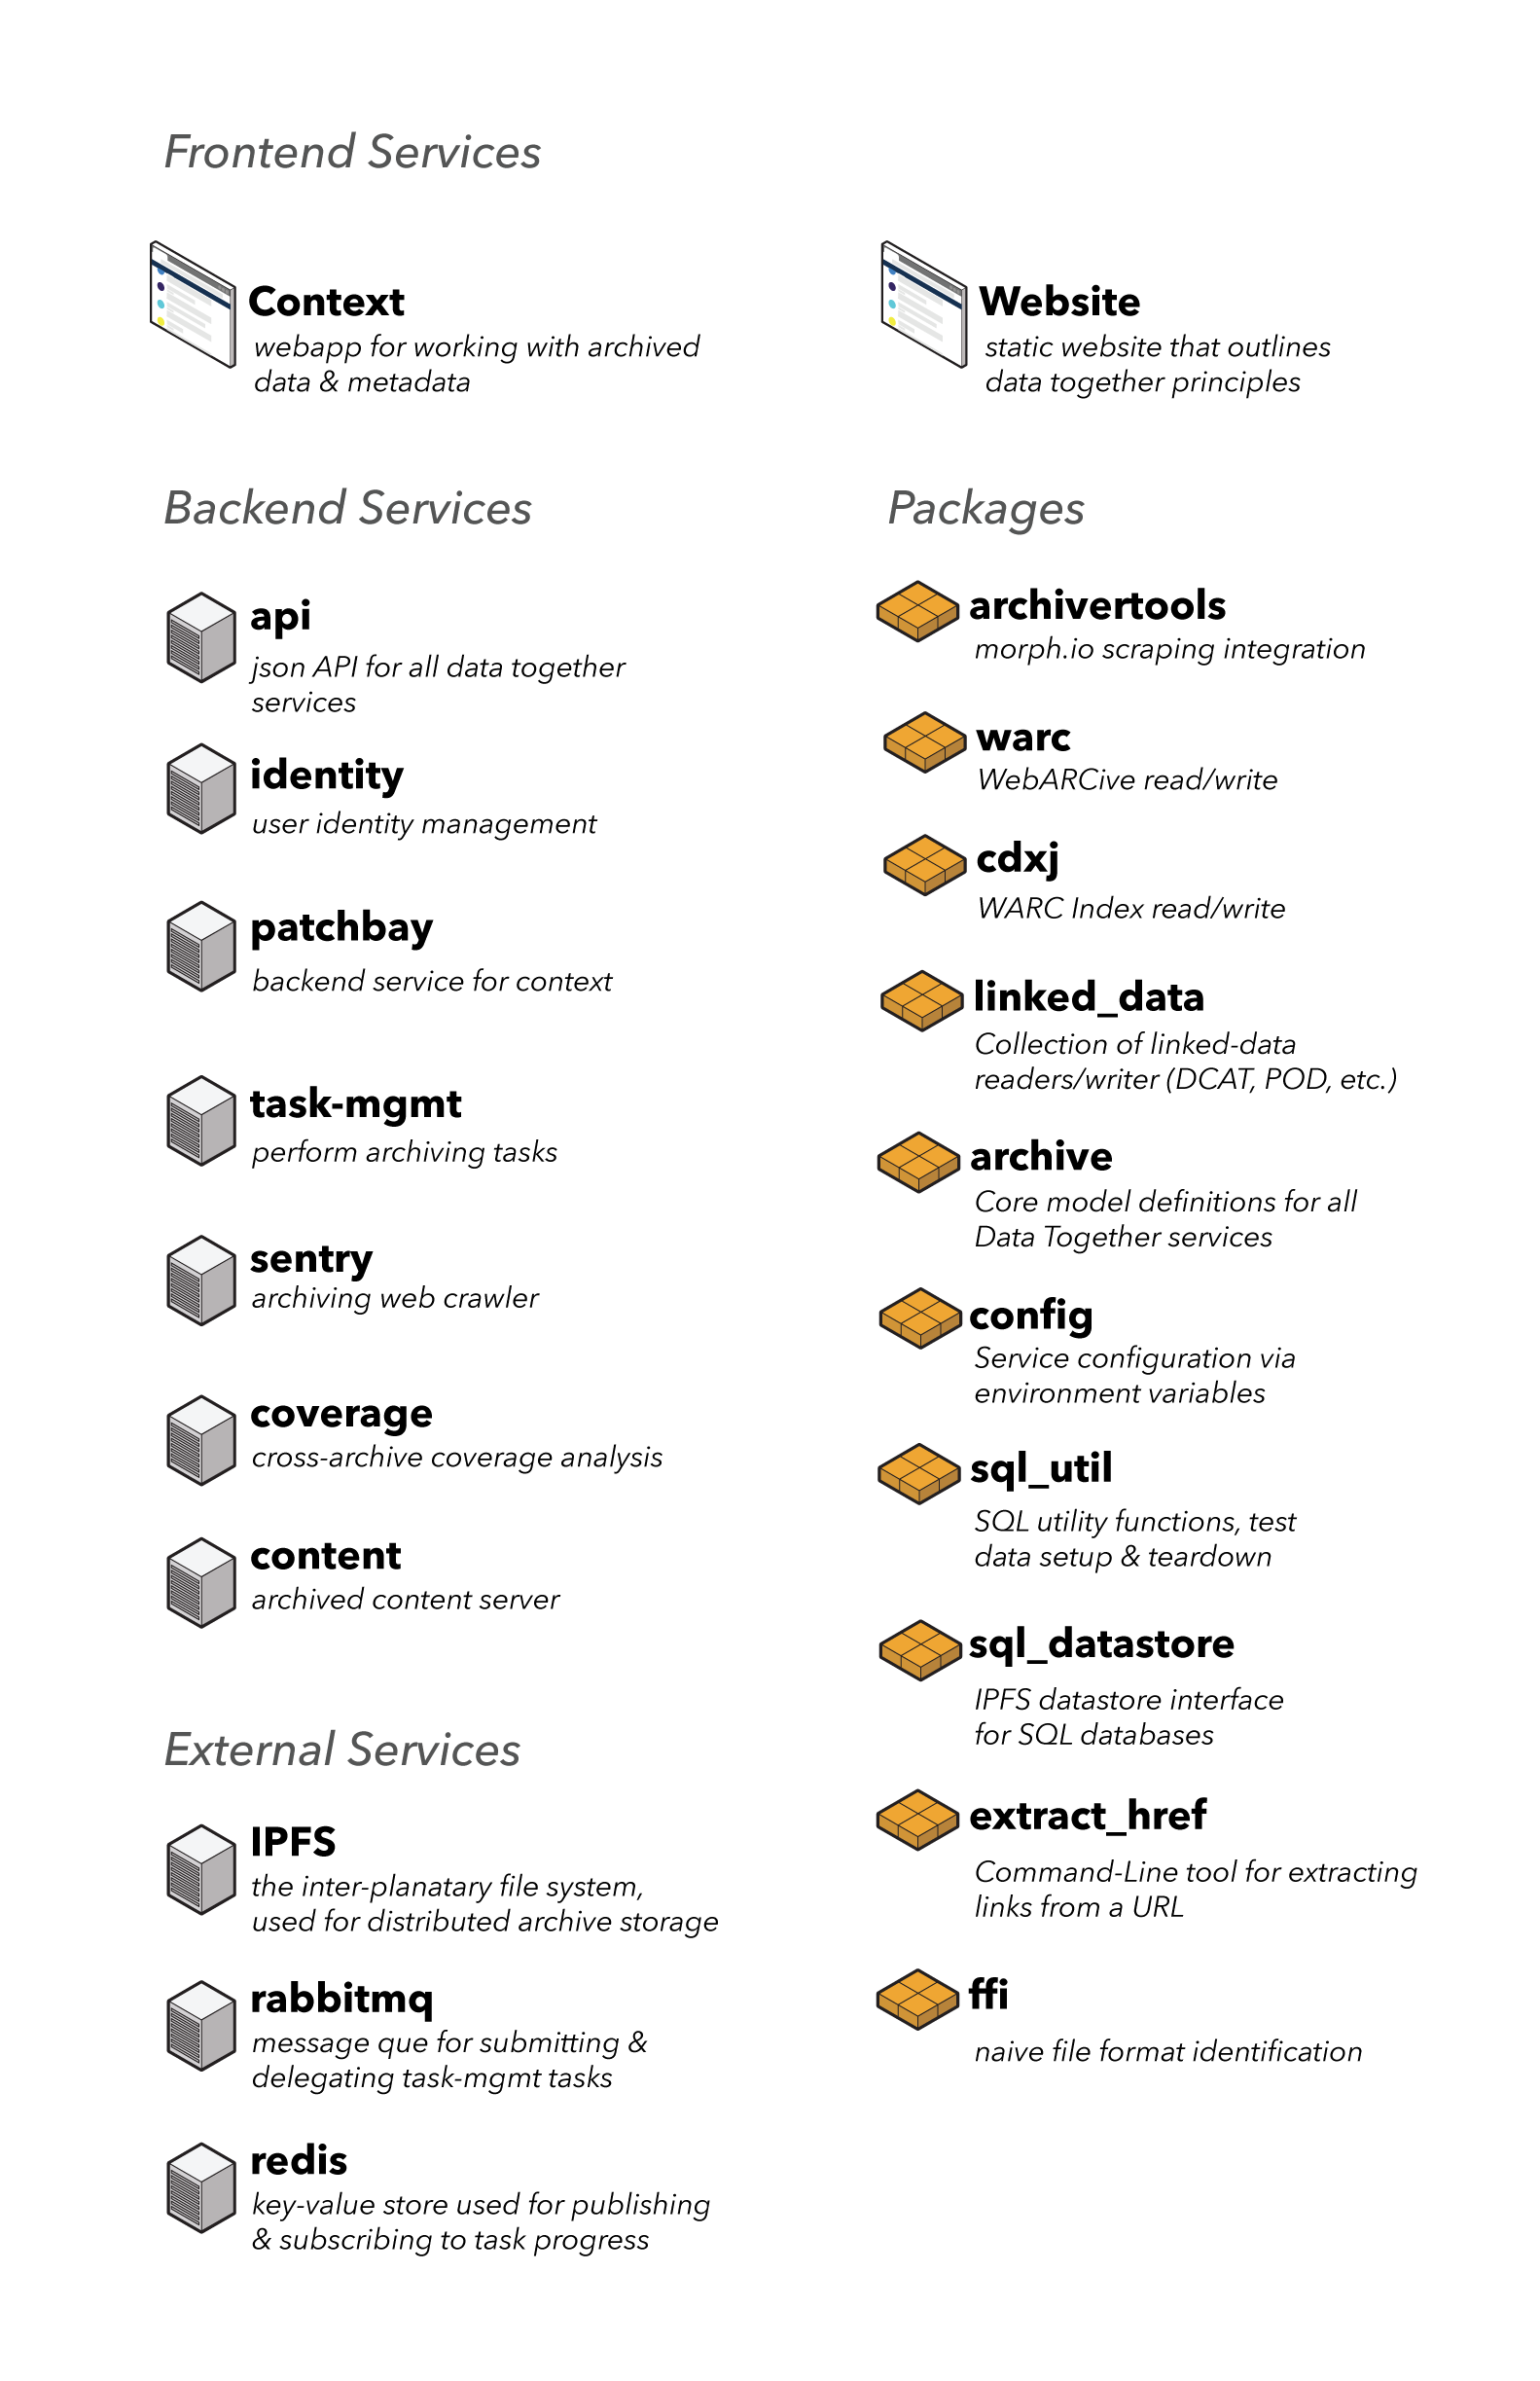 Frontend Services
Context
webapp for working with archived
data & metadata
Website
static website that outlines
data together principles
Backend Services
api
json API for all data together
services
identity
user identity management
patchbay
backend service for context
task-mgmt
perform archiving tasks
sentry
archiving web crawler
coverage
cross-archive coverage analysis
content
archived content server
External Services
IPFS
the inter-planatary file system,
used for distributed archive storage
rabbitmq
message que for submitting &
delegating task-mgmt tasks
redis
key-value store used for publishing
& subscribing to task progress
Packages
archivertools
morph.io scraping integration
warc
WebARCive read/write
cdxj
WARC Index read/write
linked_data
Collection of linked-data
readers/writer (DCAT, POD, etc.)
archive
Core model definitions for all
Data Together services
config
Service configuration via
environment variables
sql_util
SQL utility functions, test
data setup & teardown
sql_datastore
IPFS datastore interface
for SQL databases
extract_href
Command-Line tool for extracting
links from a URL
ffi
naive file format identification